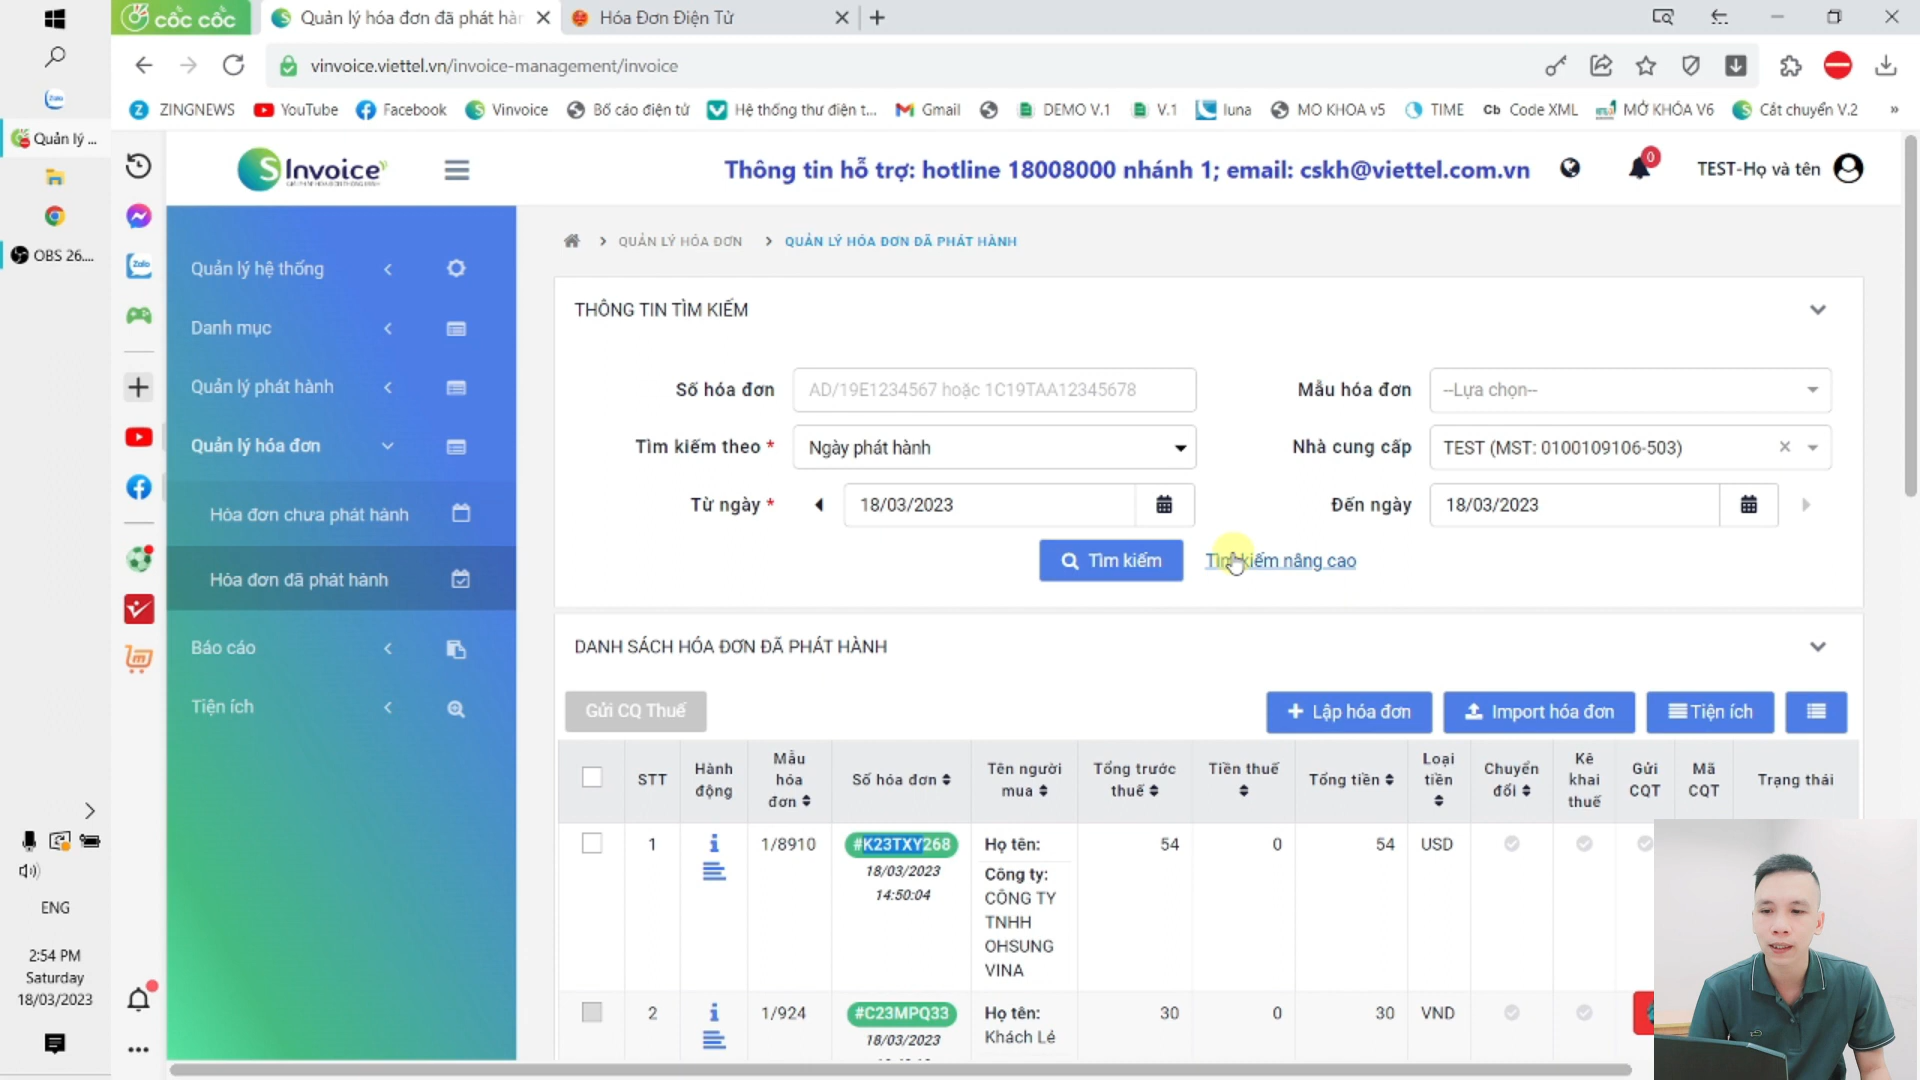 cốc cốc
Quản lý hóa đơn đã phát hàn
Hóa Đơn Điện Tử
vinvoice.viettel.vn/invoice-management/invoice
ZINGNEWS
YouTube
Facebook
Vinvoice
Bố cáo điện tử
Hệ thống thư điện t...
Gmail
DEMO V.1
V.1
luna
MO KHOA v5
TIME
Cb Code XML
MỞ KHÓA V6
Cắt chuyển V.2
»
Zalo
Quản lý ...
OBS 26....
ENG
2:54 PM
Saturday
18/03/2023
Zalo
SInvoice
Thông tin hỗ trợ: hotline 18008000 nhánh 1; email: cskh@viettel.com.vn
0
TEST-Họ và tên
Quản lý hệ thống
Danh mục
Quản lý phát hành
Quản lý hóa đơn
Hóa đơn chưa phát hành
Hóa đơn đã phát hành
Báo cáo
Tiện ích
QUẢN LÝ HÓA ĐƠN
QUẢN LÝ HÓA ĐƠN ĐÃ PHÁT HÀNH
THÔNG TIN TÌM KIẾM
Số hóa đơn
AD/19E1234567 hoặc 1C19TAA12345678
Mẫu hóa đơn
--Lựa chọn--
Tìm kiếm theo *
Ngày phát hành
Nhà cung cấp
TEST (MST: 0100109106-503)
Từ ngày *
18/03/2023
Đến ngày
18/03/2023
Tìm kiếm
Tìm kiếm nâng cao
DANH SÁCH HÓA ĐƠN ĐÃ PHÁT HÀNH
Gửi CQ Thuế
Lập hóa đơn
Import hóa đơn
Tiện ích
STT
Hành động
Mẫu hóa đơn
Số hóa đơn
Tên người mua
Tổng trước thuế
Tiền thuế
Tổng tiền
Loại tiền
Chuyển đổi
Kê khai thuế
Gửi CQT
Mã CQT
Trạng thái
1
1/8910
#K23TXY268
18/03/2023
14:50:04
Họ tên:
Công ty:
CÔNG TY
TNHH
OHSUNG
VINA
54
0
54
USD
2
1/924
#C23MPQ33
18/03/2023
Họ tên:
Khách Lẻ
30
0
30
VND